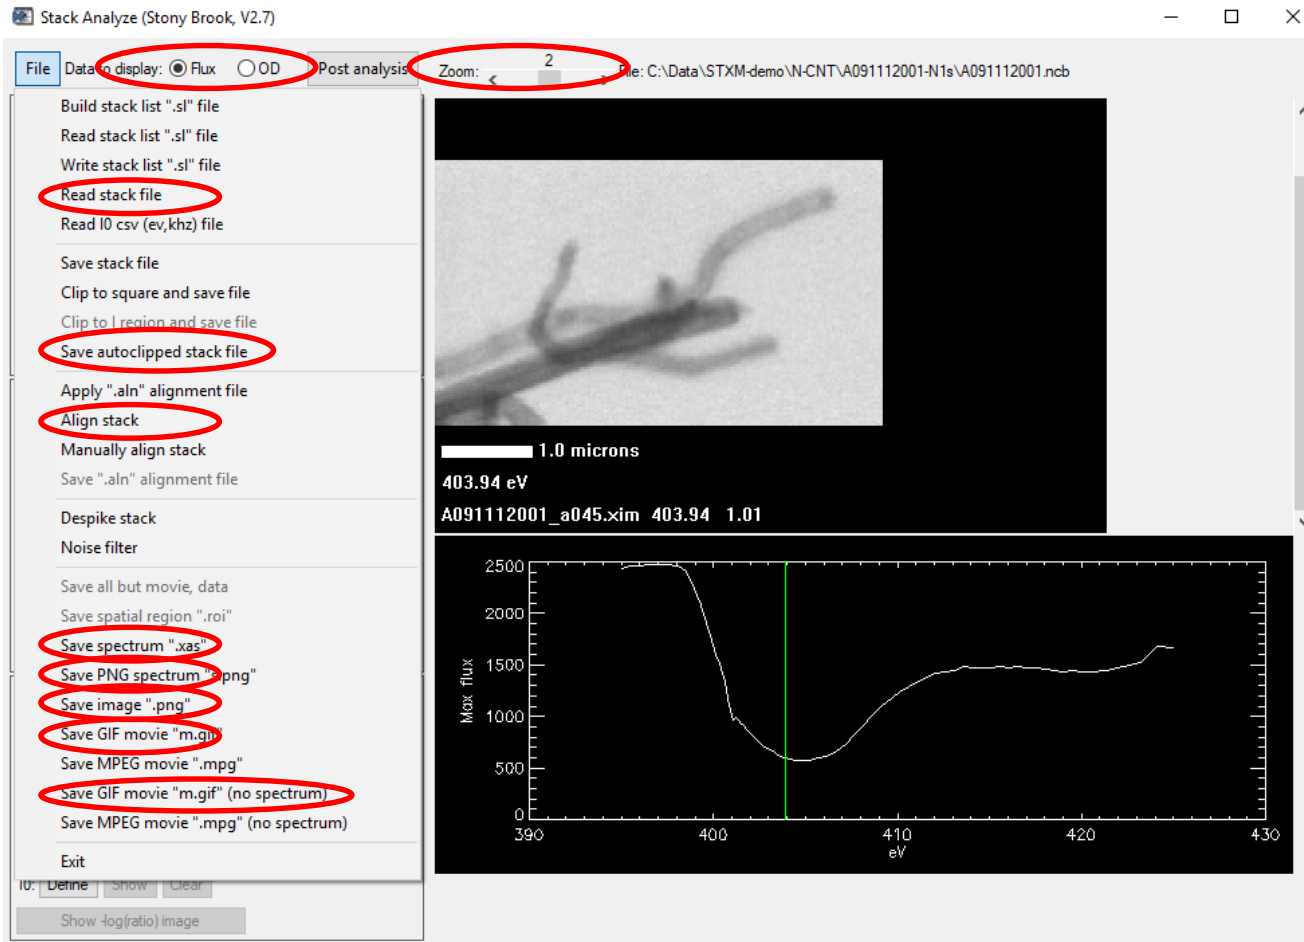 Stack Analyze (Stony Brook, V2.7)
File Data to display: Flux OD Post analysis Zoom: 2 File: C:\Data\STXM-demo\N-CNT\A091112001-N1s\A091112001.ncb
Build stack list ".sl" file
Read stack list ".sl" file
Write stack list ".sl" file
Read stack file
Read I0 csv (ev,khz) file
Save stack file
Clip to square and save file
Clip to I region and save file
Save autoclipped stack file
Apply ".aln" alignment file
Align stack
Manually align stack
Save ".aln" alignment file
Despike stack
Noise filter
Save all but movie, data
Save spatial region ".roi"
Save spectrum ".xas"
Save PNG spectrum "s.png"
Save image ".png"
Save GIF movie "m.gif"
Save MPEG movie ".mpg"
Save GIF movie "m.gif" (no spectrum)
Save MPEG movie ".mpg" (no spectrum)
Exit
I0: Define Show Clear
Show -log(ratio) image
1.0 microns
403.94 eV
A091112001_a045.xim 403.94 1.01
2500
2000
1500
1000
500
0
Max flux
390 400 410 420 430
eV